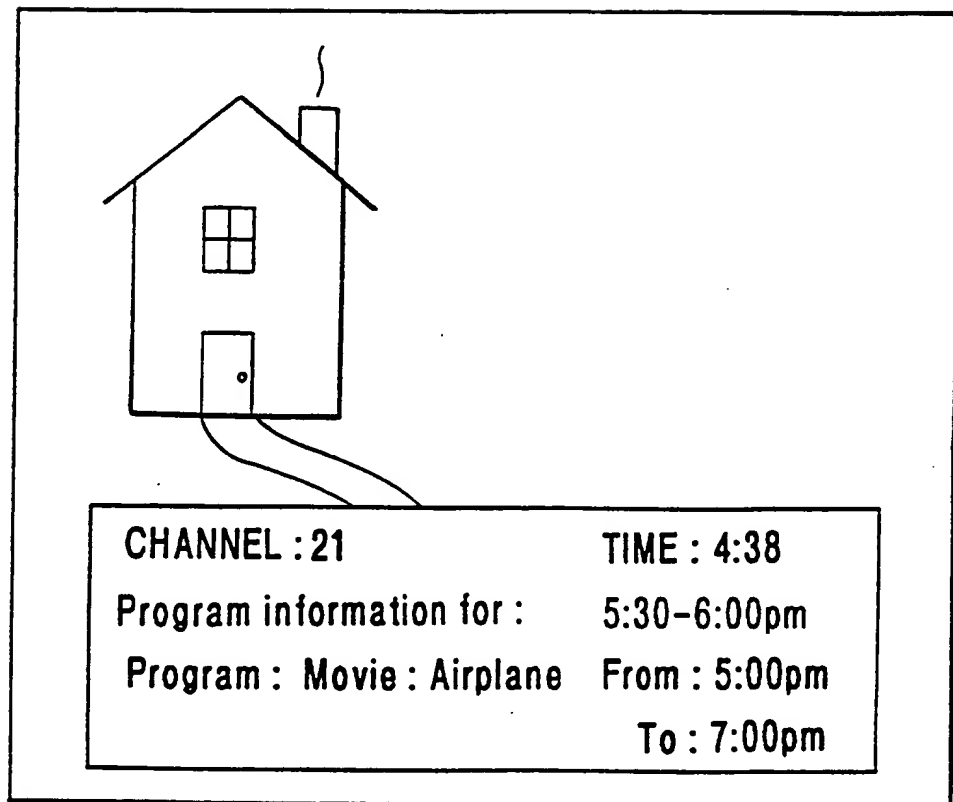 CHANNEL : 21 TIME : 4:38
Program information for : 5:30-6:00pm
Program : Movie : Airplane From : 5:00pm
To : 7:00pm